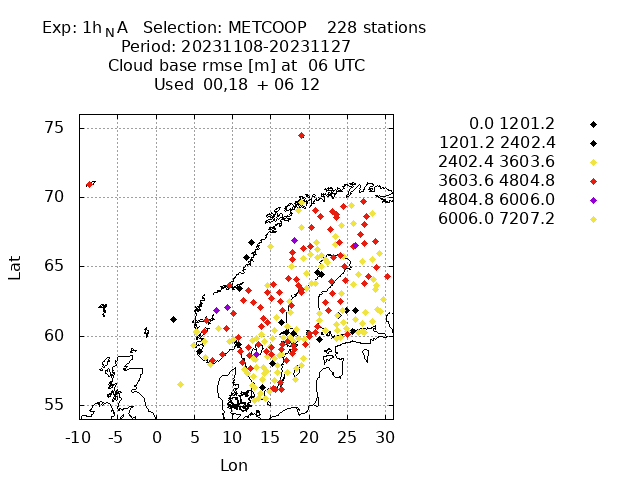 Exp: 1h_NA   Selection: METCOOP    228 stations
Period: 20231108-20231127
Cloud base rmse [m] at  06 UTC
Used  00,18  + 06 12
0.0 1201.2
1201.2 2402.4
2402.4 3603.6
3603.6 4804.8
4804.8 6006.0
6006.0 7207.2
75
70
65
60
55
Lat
-10 -5 0 5 10 15 20 25 30
Lon